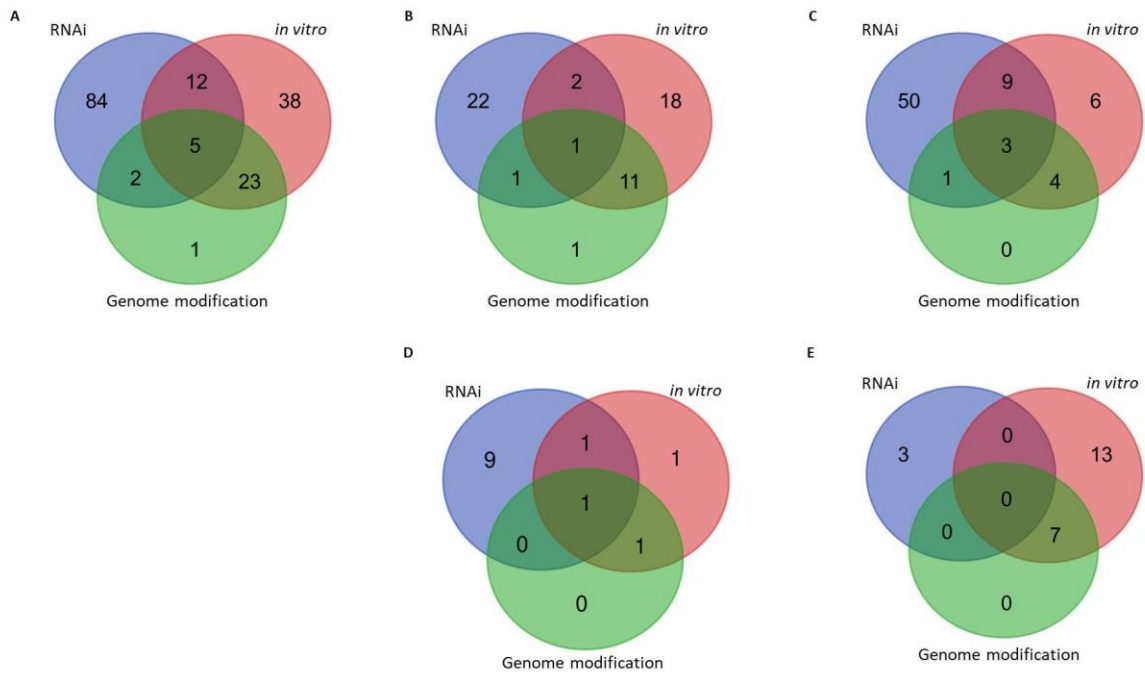 A
RNAi
in vitro
84
12
38
5
2
23
1
Genome modification
B
RNAi
in vitro
22
2
18
1
1
11
1
Genome modification
C
RNAi
in vitro
50
9
6
3
1
4
0
Genome modification
D
RNAi
in vitro
9
1
1
1
0
1
0
Genome modification
E
RNAi
in vitro
3
0
13
0
0
7
0
Genome modification